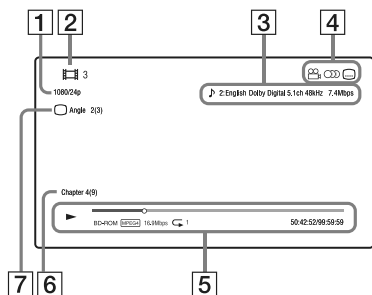 1 2 3 4
3
1080/24p
2:English Dolby Digital 5.1ch 48kHz 7.4Mbps
Angle 2(3)
Chapter 4(9)
BD-ROM MPEG4 16.9Mbps 1 50:42:52/99:59:59
7 6 5